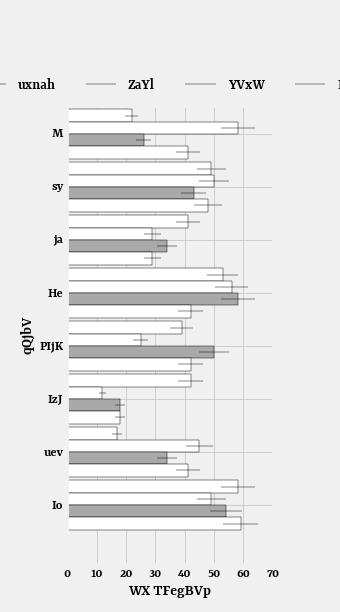 uxnah ZaYl YVxW
M
sy
ja
He
qQJbV
PIjK
IzJ
uev
Io
0 10 20 30 40 50 60 70
WX TFegBVp